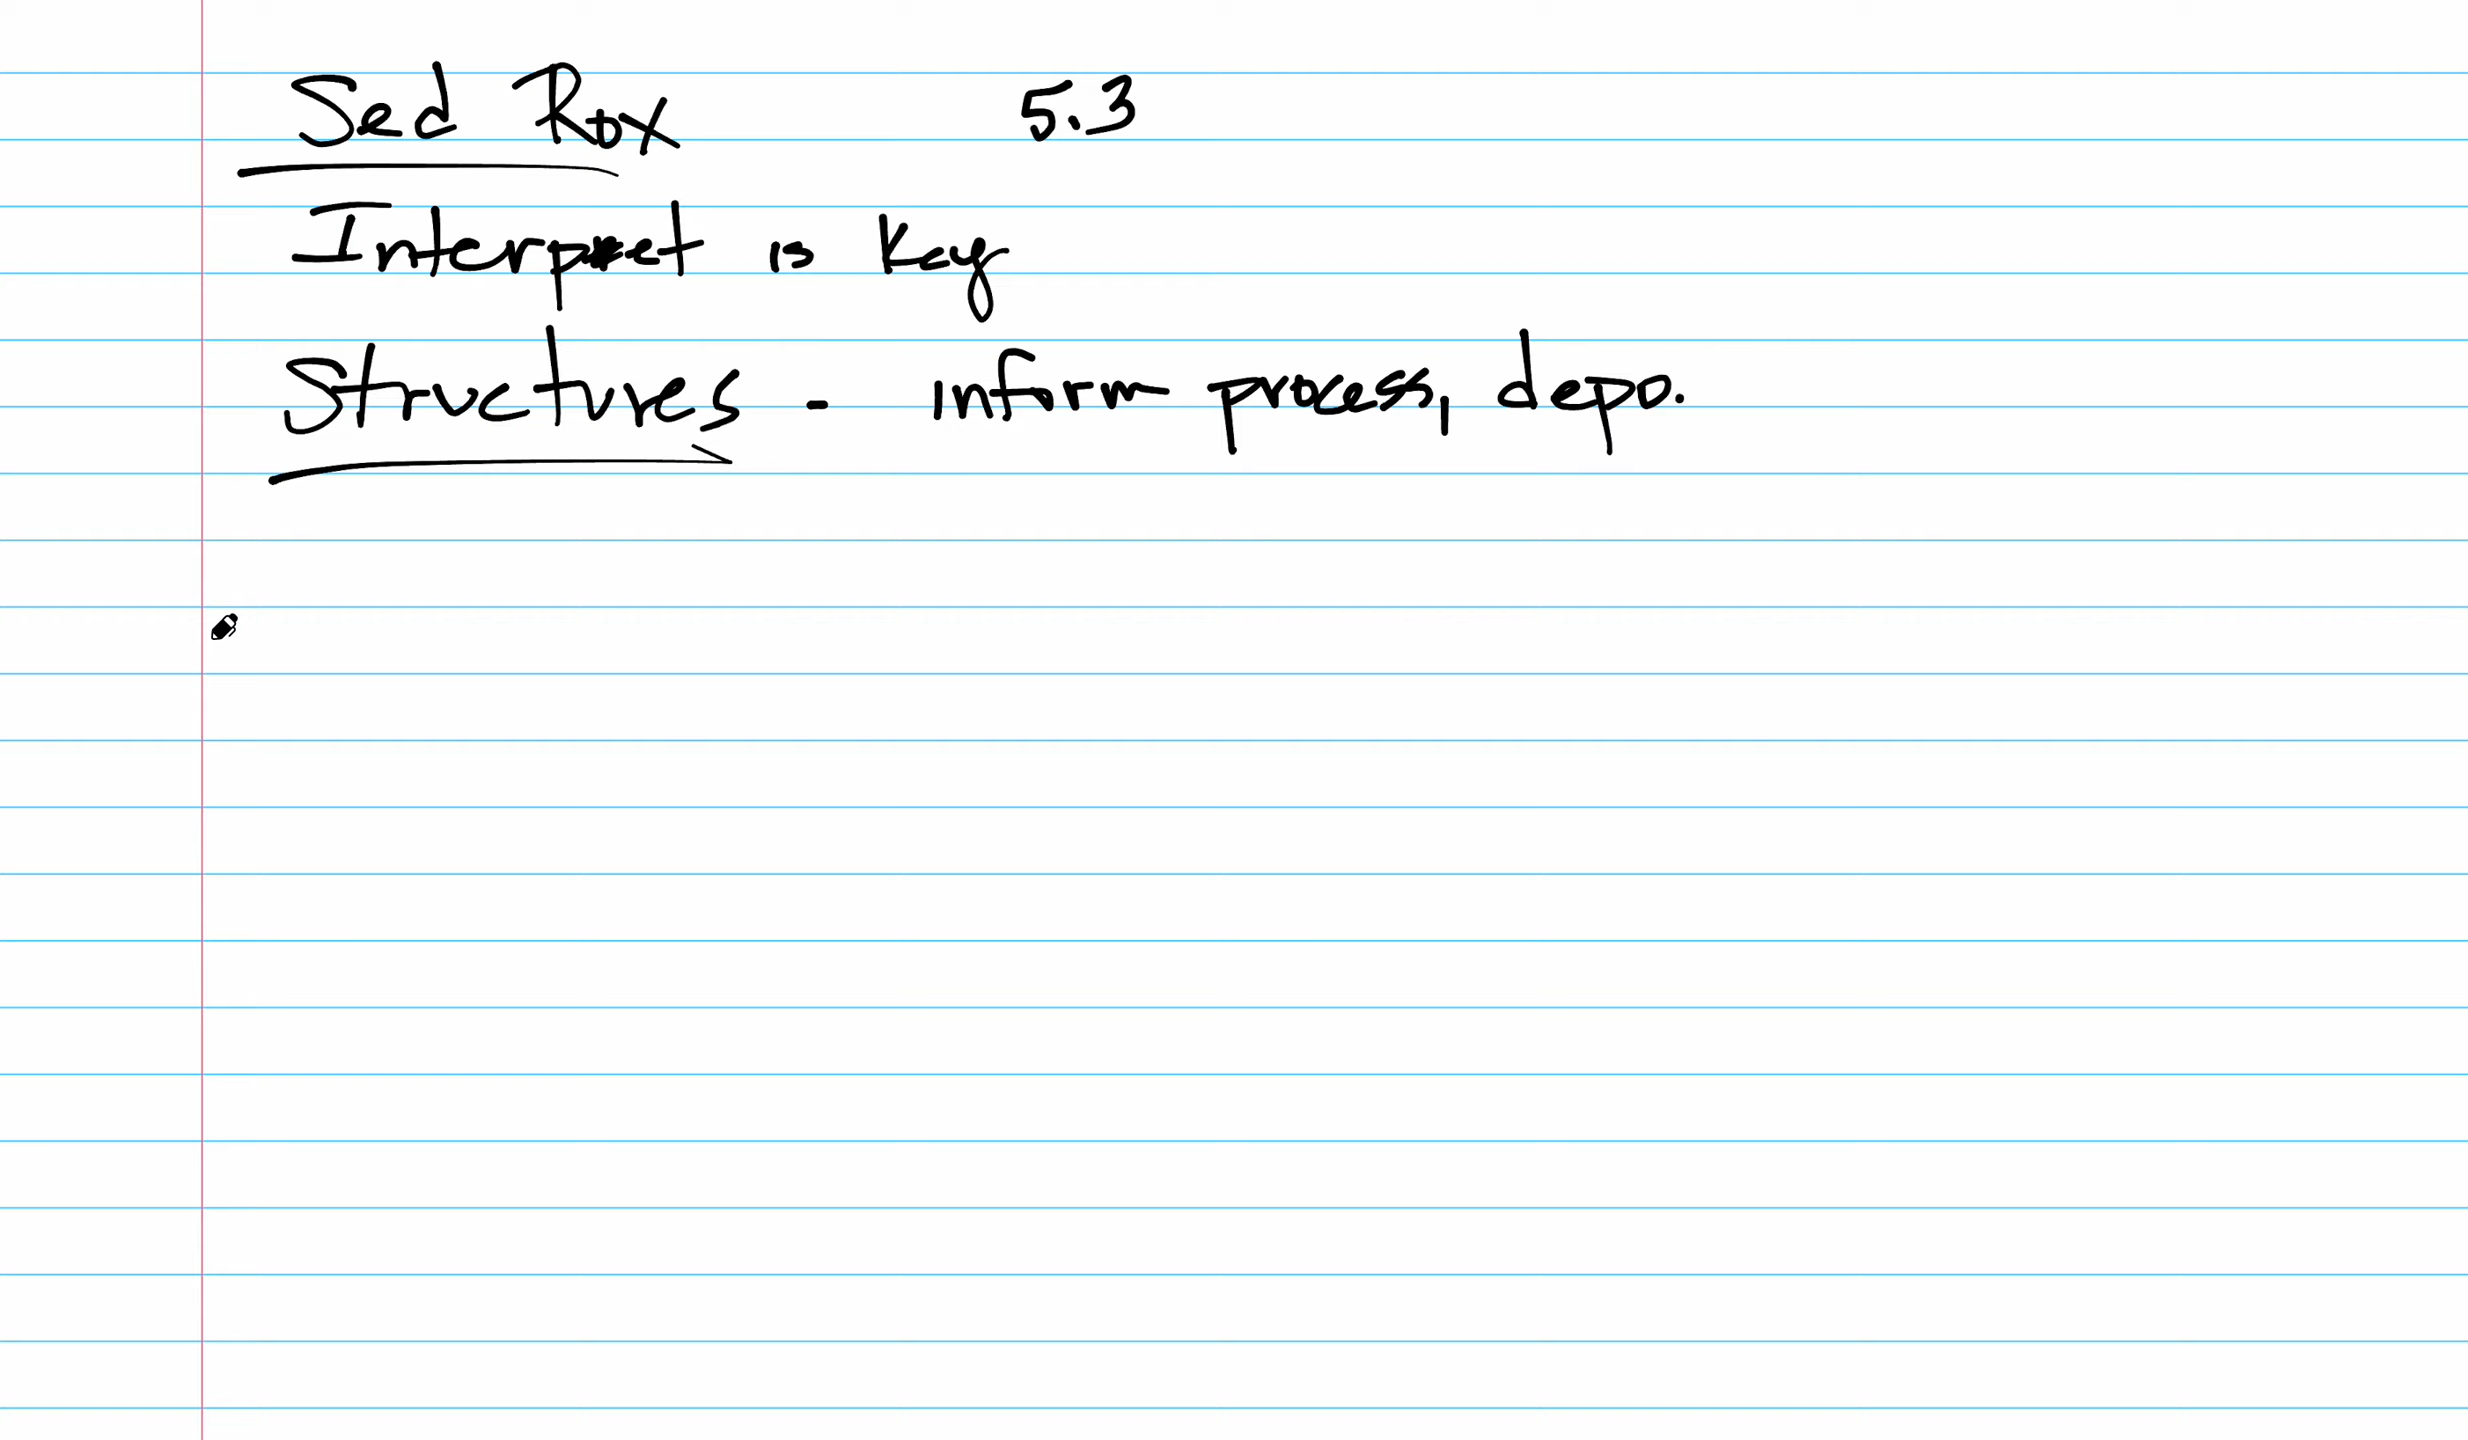 Sed Rox 5.3
Interpret is key
Structures - inform process, depo.